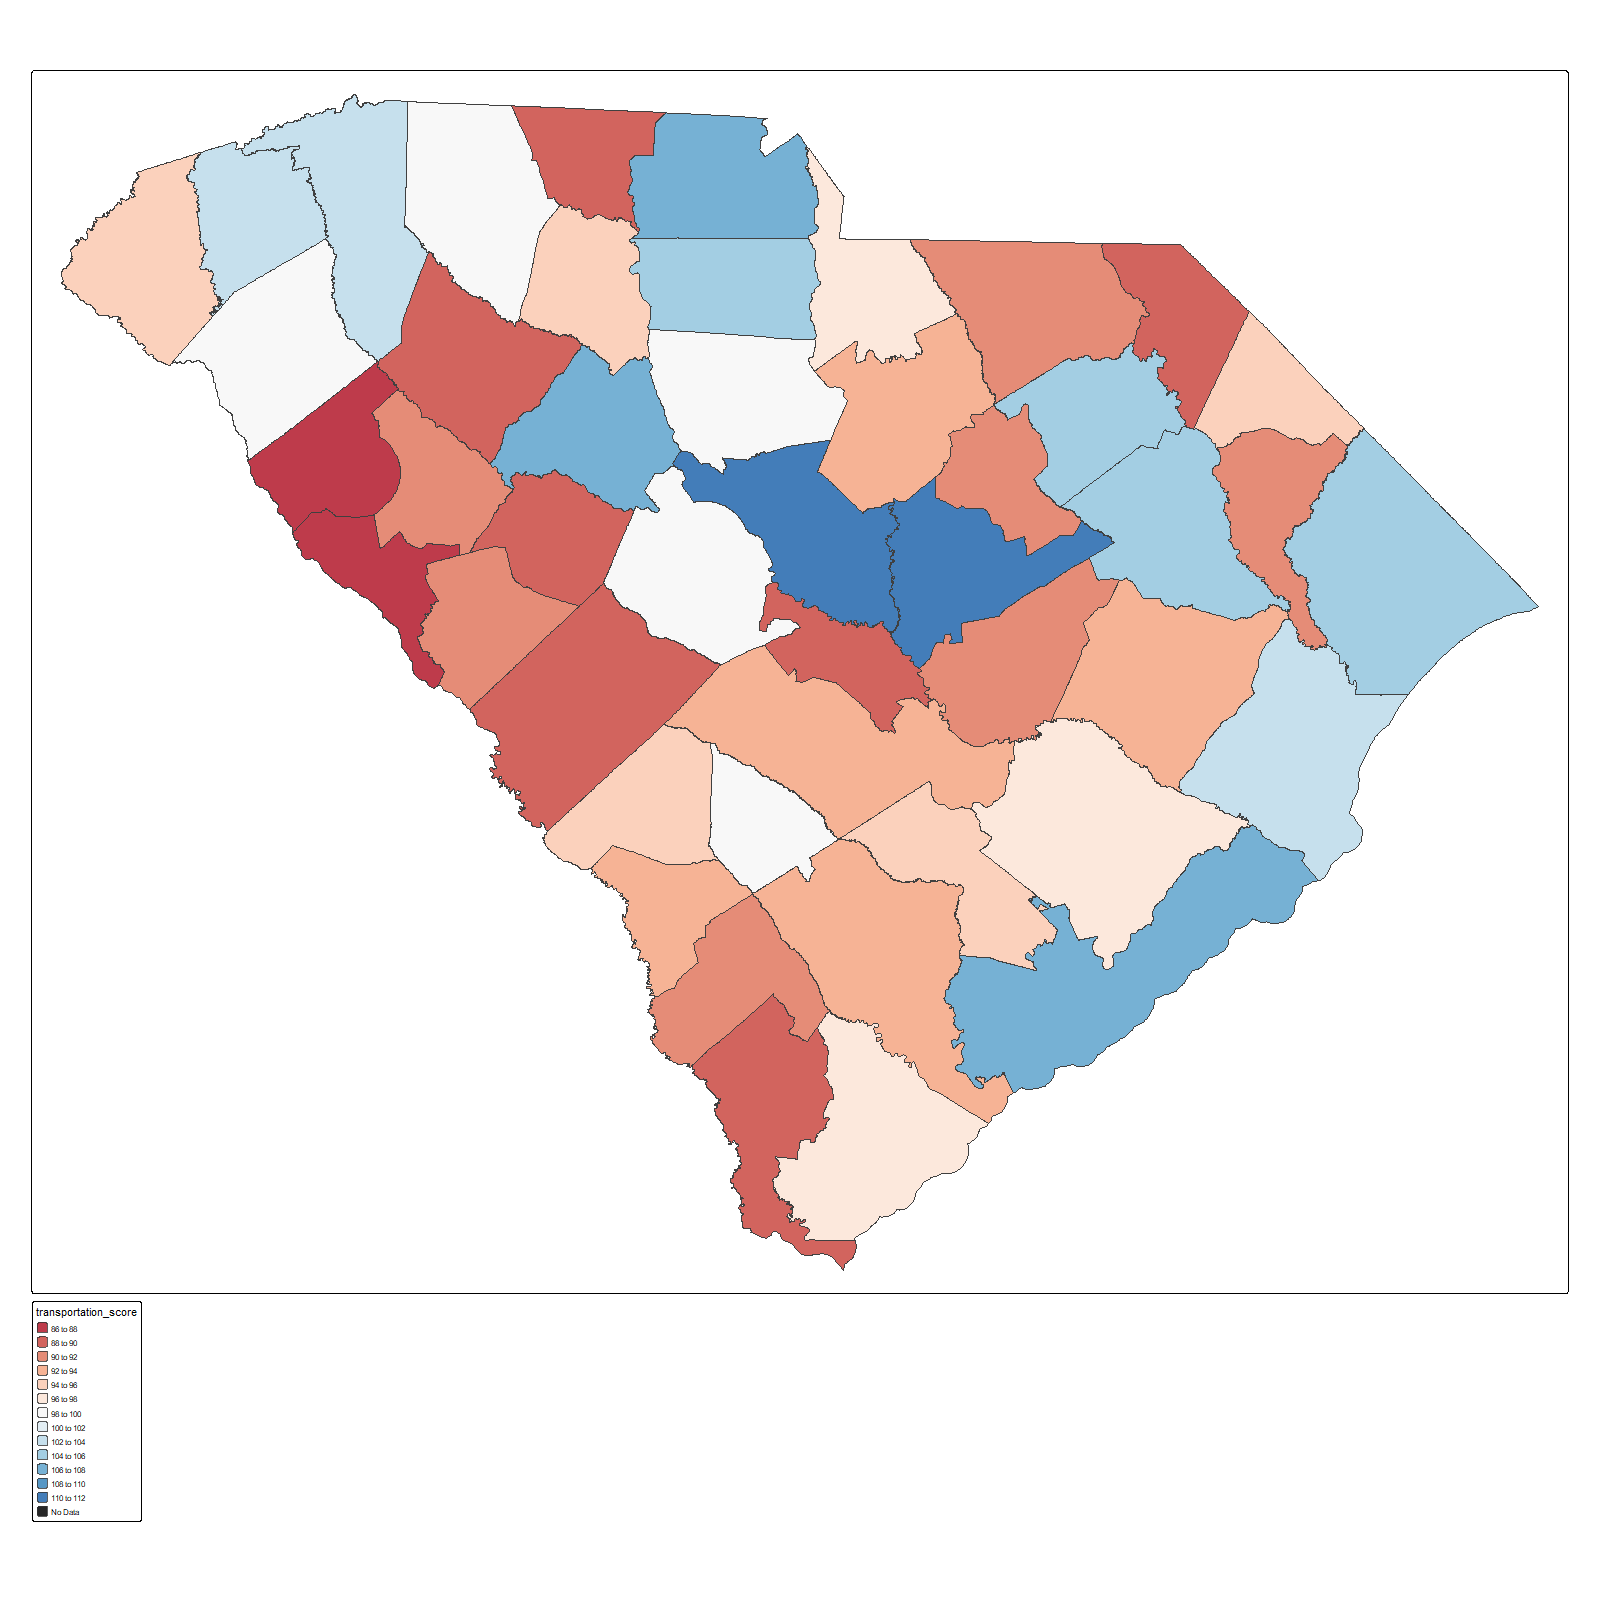 transportation_score
86 to 88
88 to 90
90 to 92
92 to 94
94 to 96
96 to 98
98 to 100
100 to 102
102 to 104
104 to 106
106 to 108
108 to 110
110 to 112
No Data